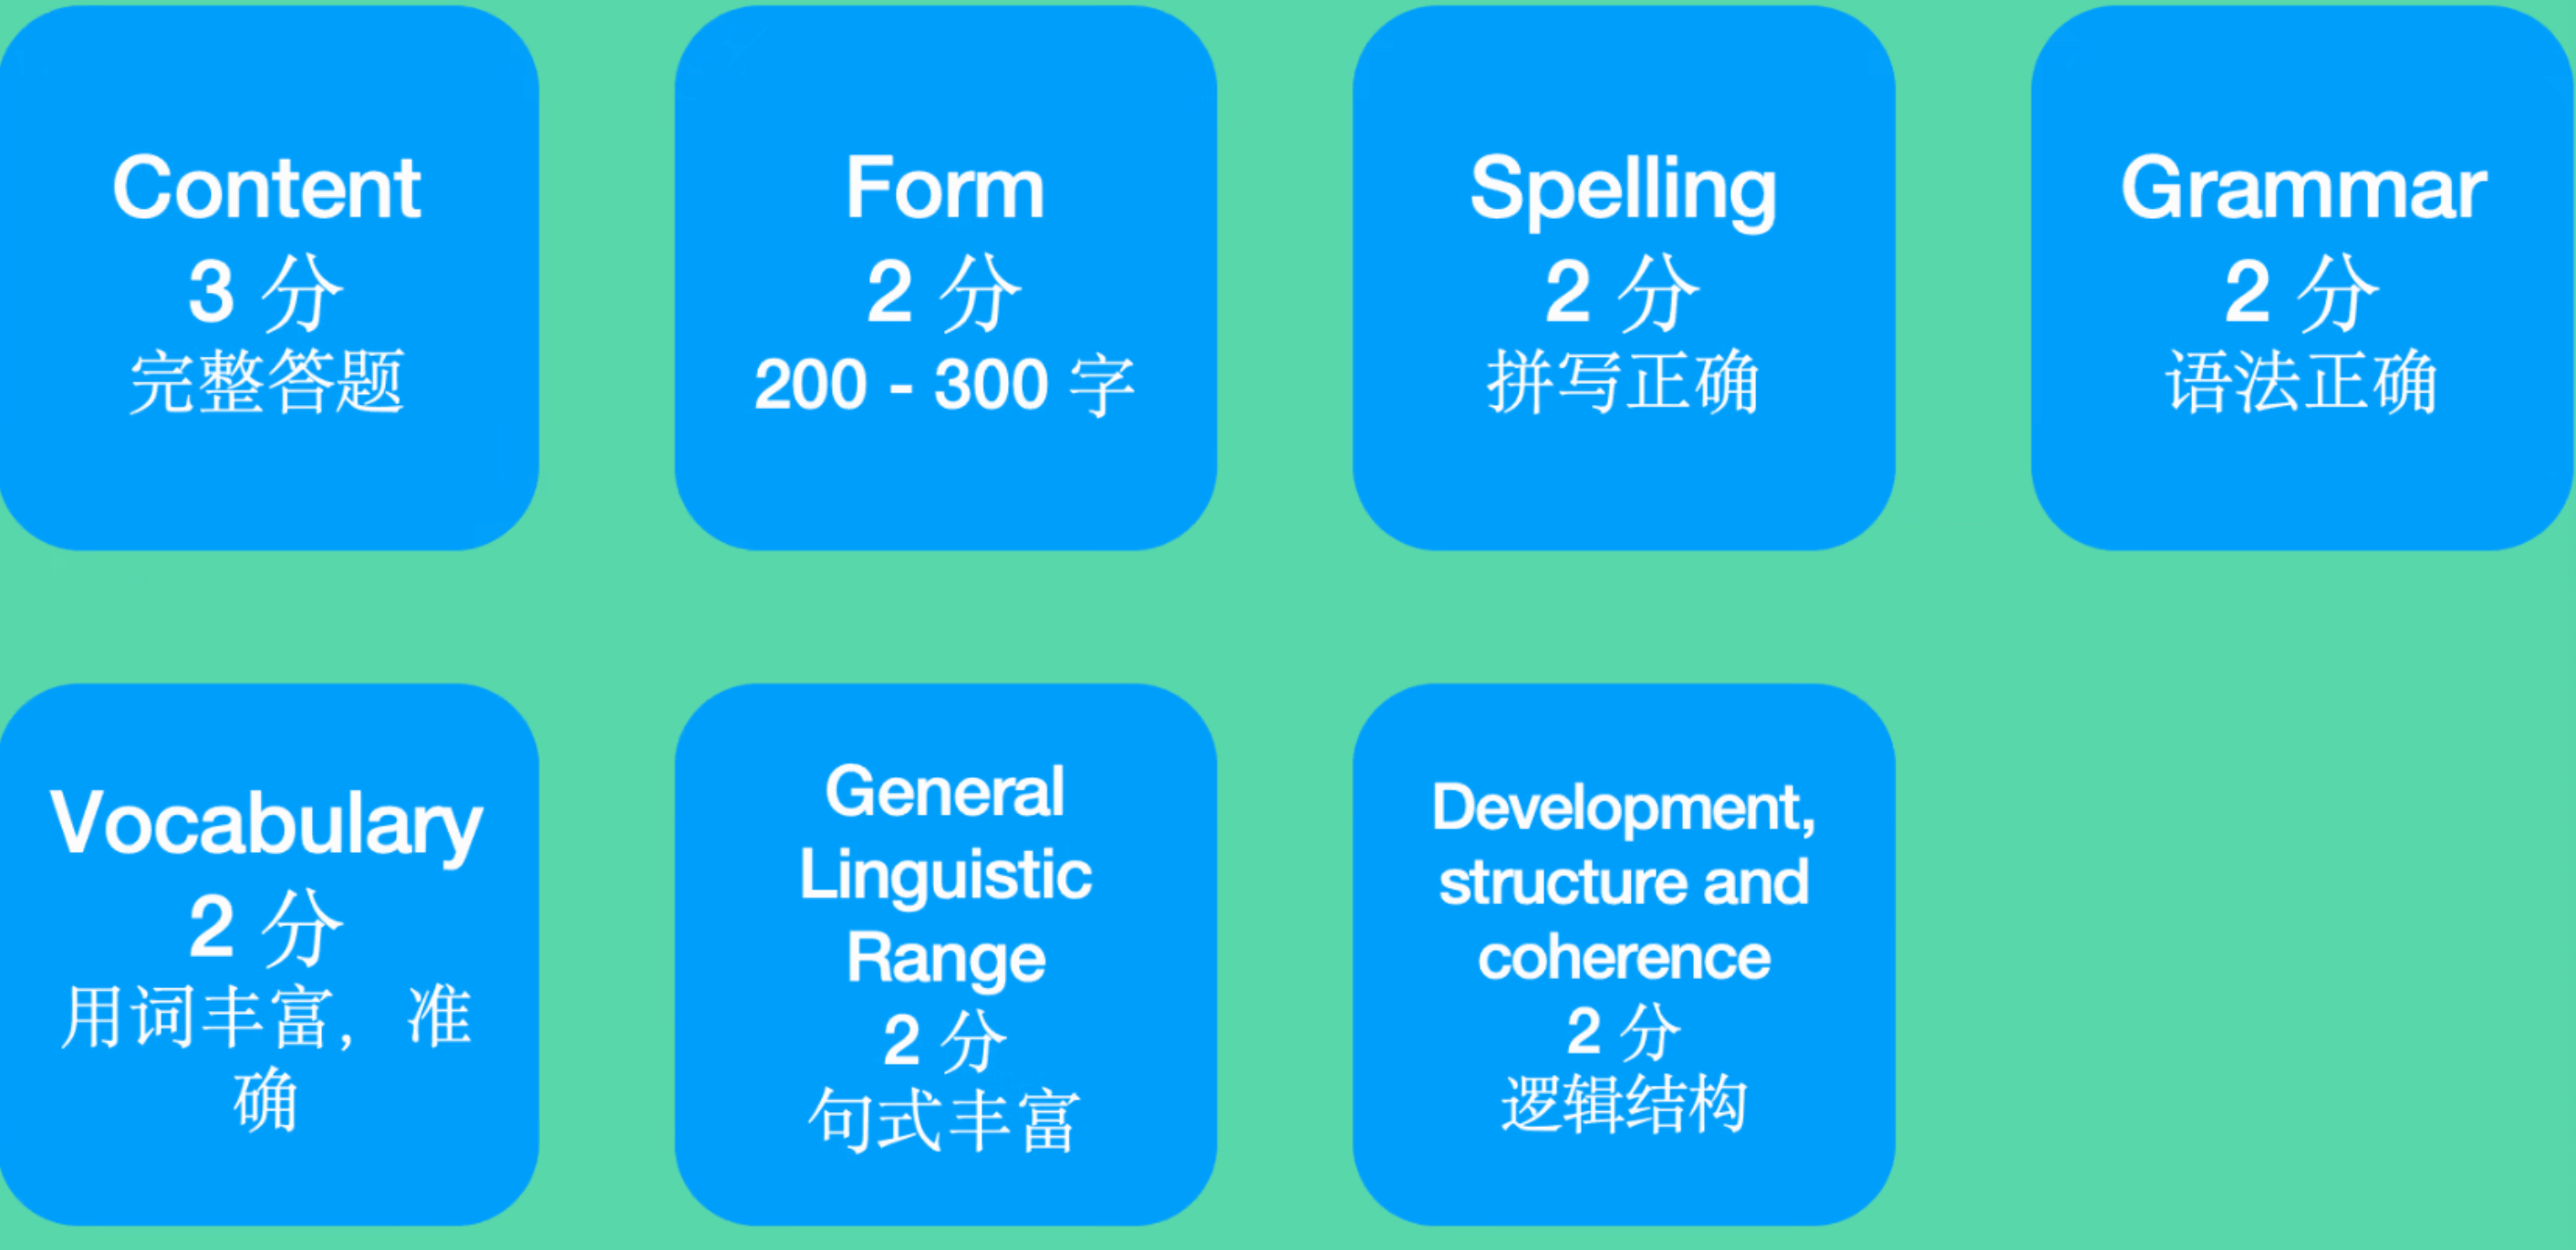 Content
3 分
完整答题
Form
2 分
200 - 300 字
Spelling
2 分
拼写正确
Grammar
2 分
语法正确
Vocabulary
2 分
用词丰富，准
确
General
Linguistic
Range
2 分
句式丰富
Development,
structure and
coherence
2 分
逻辑结构